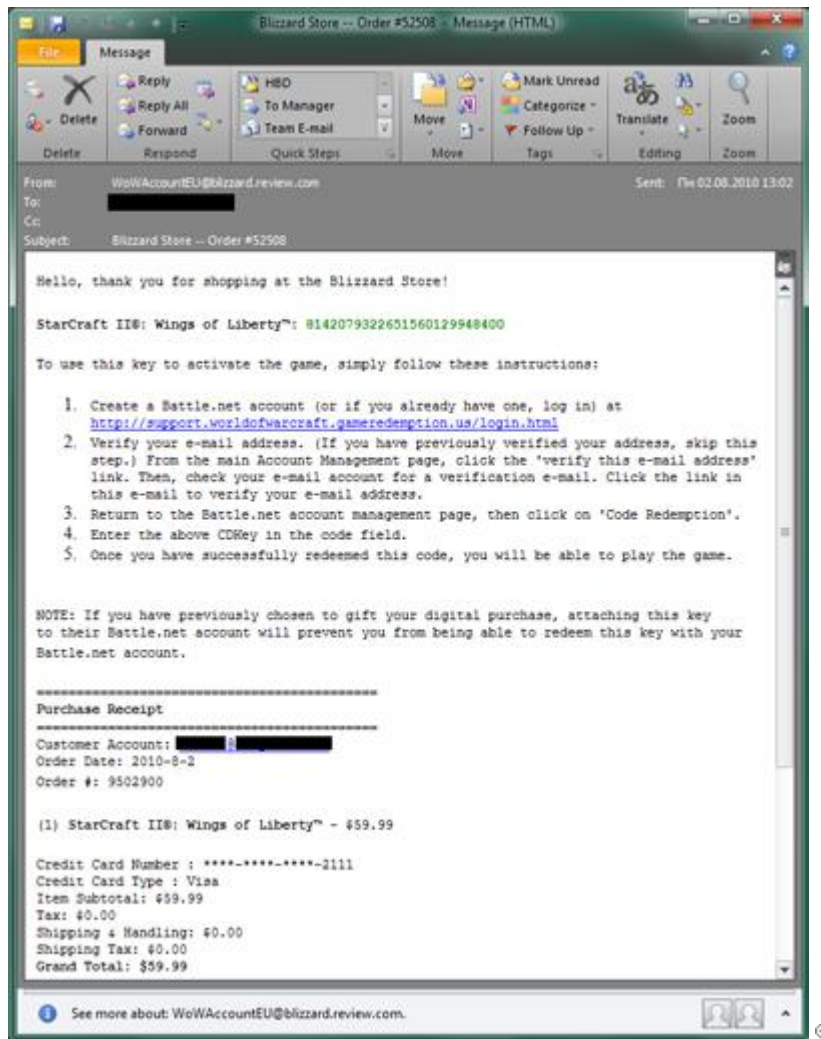 Blizzard Store -- Order #52508 - Message (HTML)
File Message
Delete Reply Reply All Forward HBD To Manager Team E-mail Move Mark Unread Categorize Follow Up Translate Zoom
Delete Respond Quick Steps Move Tags Editing Zoom
From: WoWAccountEU@blizzard.review.com Sent: Пн 02.08.2010 13:02
To:
Cc:
Subject: Blizzard Store -- Order #52508
Hello, thank you for shopping at the Blizzard Store!
StarCraft II®: Wings of Liberty™: 8142079322651560129948400
To use this key to activate the game, simply follow these instructions:
1. Create a Battle.net account (or if you already have one, log in) at
http://support.worldofwarcraft.gameredemption.us/login.html
2. Verify your e-mail address. (If you have previously verified your address, skip this
step.) From the main Account Management page, click the 'verify this e-mail address'
link. Then, check your e-mail account for a verification e-mail. Click the link in
this e-mail to verify your e-mail address.
3. Return to the Battle.net account management page, then click on 'Code Redemption'.
4. Enter the above CDKey in the code field.
5. Once you have successfully redeemed this code, you will be able to play the game.
NOTE: If you have previously chosen to gift your digital purchase, attaching this key
to their Battle.net account will prevent you from being able to redeem this key with your
Battle.net account.
============================================
Purchase Receipt
============================================
Customer Account: @
Order Date: 2010-8-2
Order #: 9502900
(1) StarCraft II®: Wings of Liberty™ - $59.99
Credit Card Number : ****-****-****-2111
Credit Card Type : Visa
Item Subtotal: $59.99
Tax: $0.00
Shipping & Handling: $0.00
Shipping Tax: $0.00
Grand Total: $59.99
See more about: WoWAccountEU@blizzard.review.com.